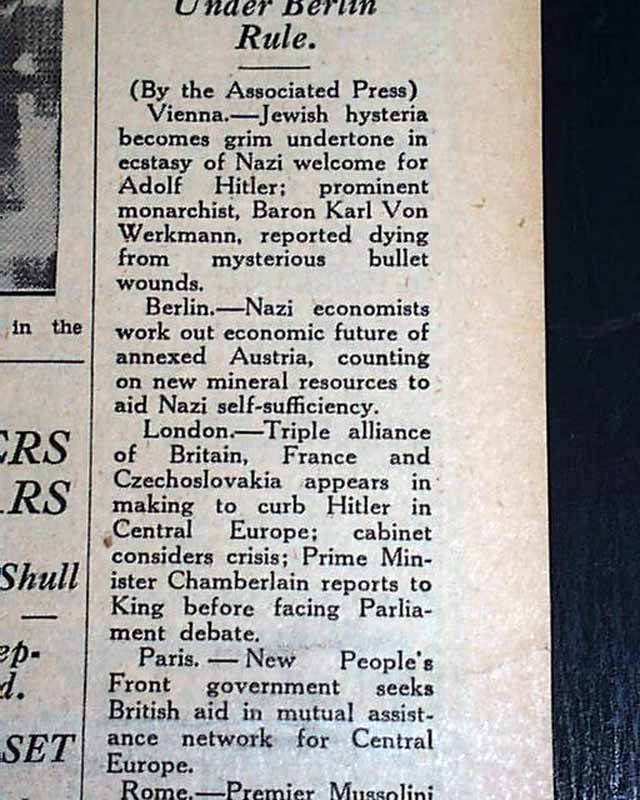 Under Berlin
Rule.
(By the Associated Press)
Vienna.—Jewish hysteria
becomes grim undertone in
ecstasy of Nazi welcome for
Adolf Hitler; prominent
monarchist, Baron Karl Von
Werkmann, reported dying
from mysterious bullet
wounds.
Berlin.—Nazi economists
work out economic future of
annexed Austria, counting
on new mineral resources to
aid Nazi self-sufficiency.
London.—Triple alliance
of Britain, France and
Czechoslovakia appears in
making to curb Hitler in
Central Europe; cabinet
considers crisis; Prime Min-
ister Chamberlain reports to
King before facing Parlia-
ment debate.
Paris. — New People's
Front government seeks
British aid in mutual assist-
ance network for Central
Europe.
Rome.—Premier Mussolini
in the
ERS
RS
Shull
ep-
d.
SET